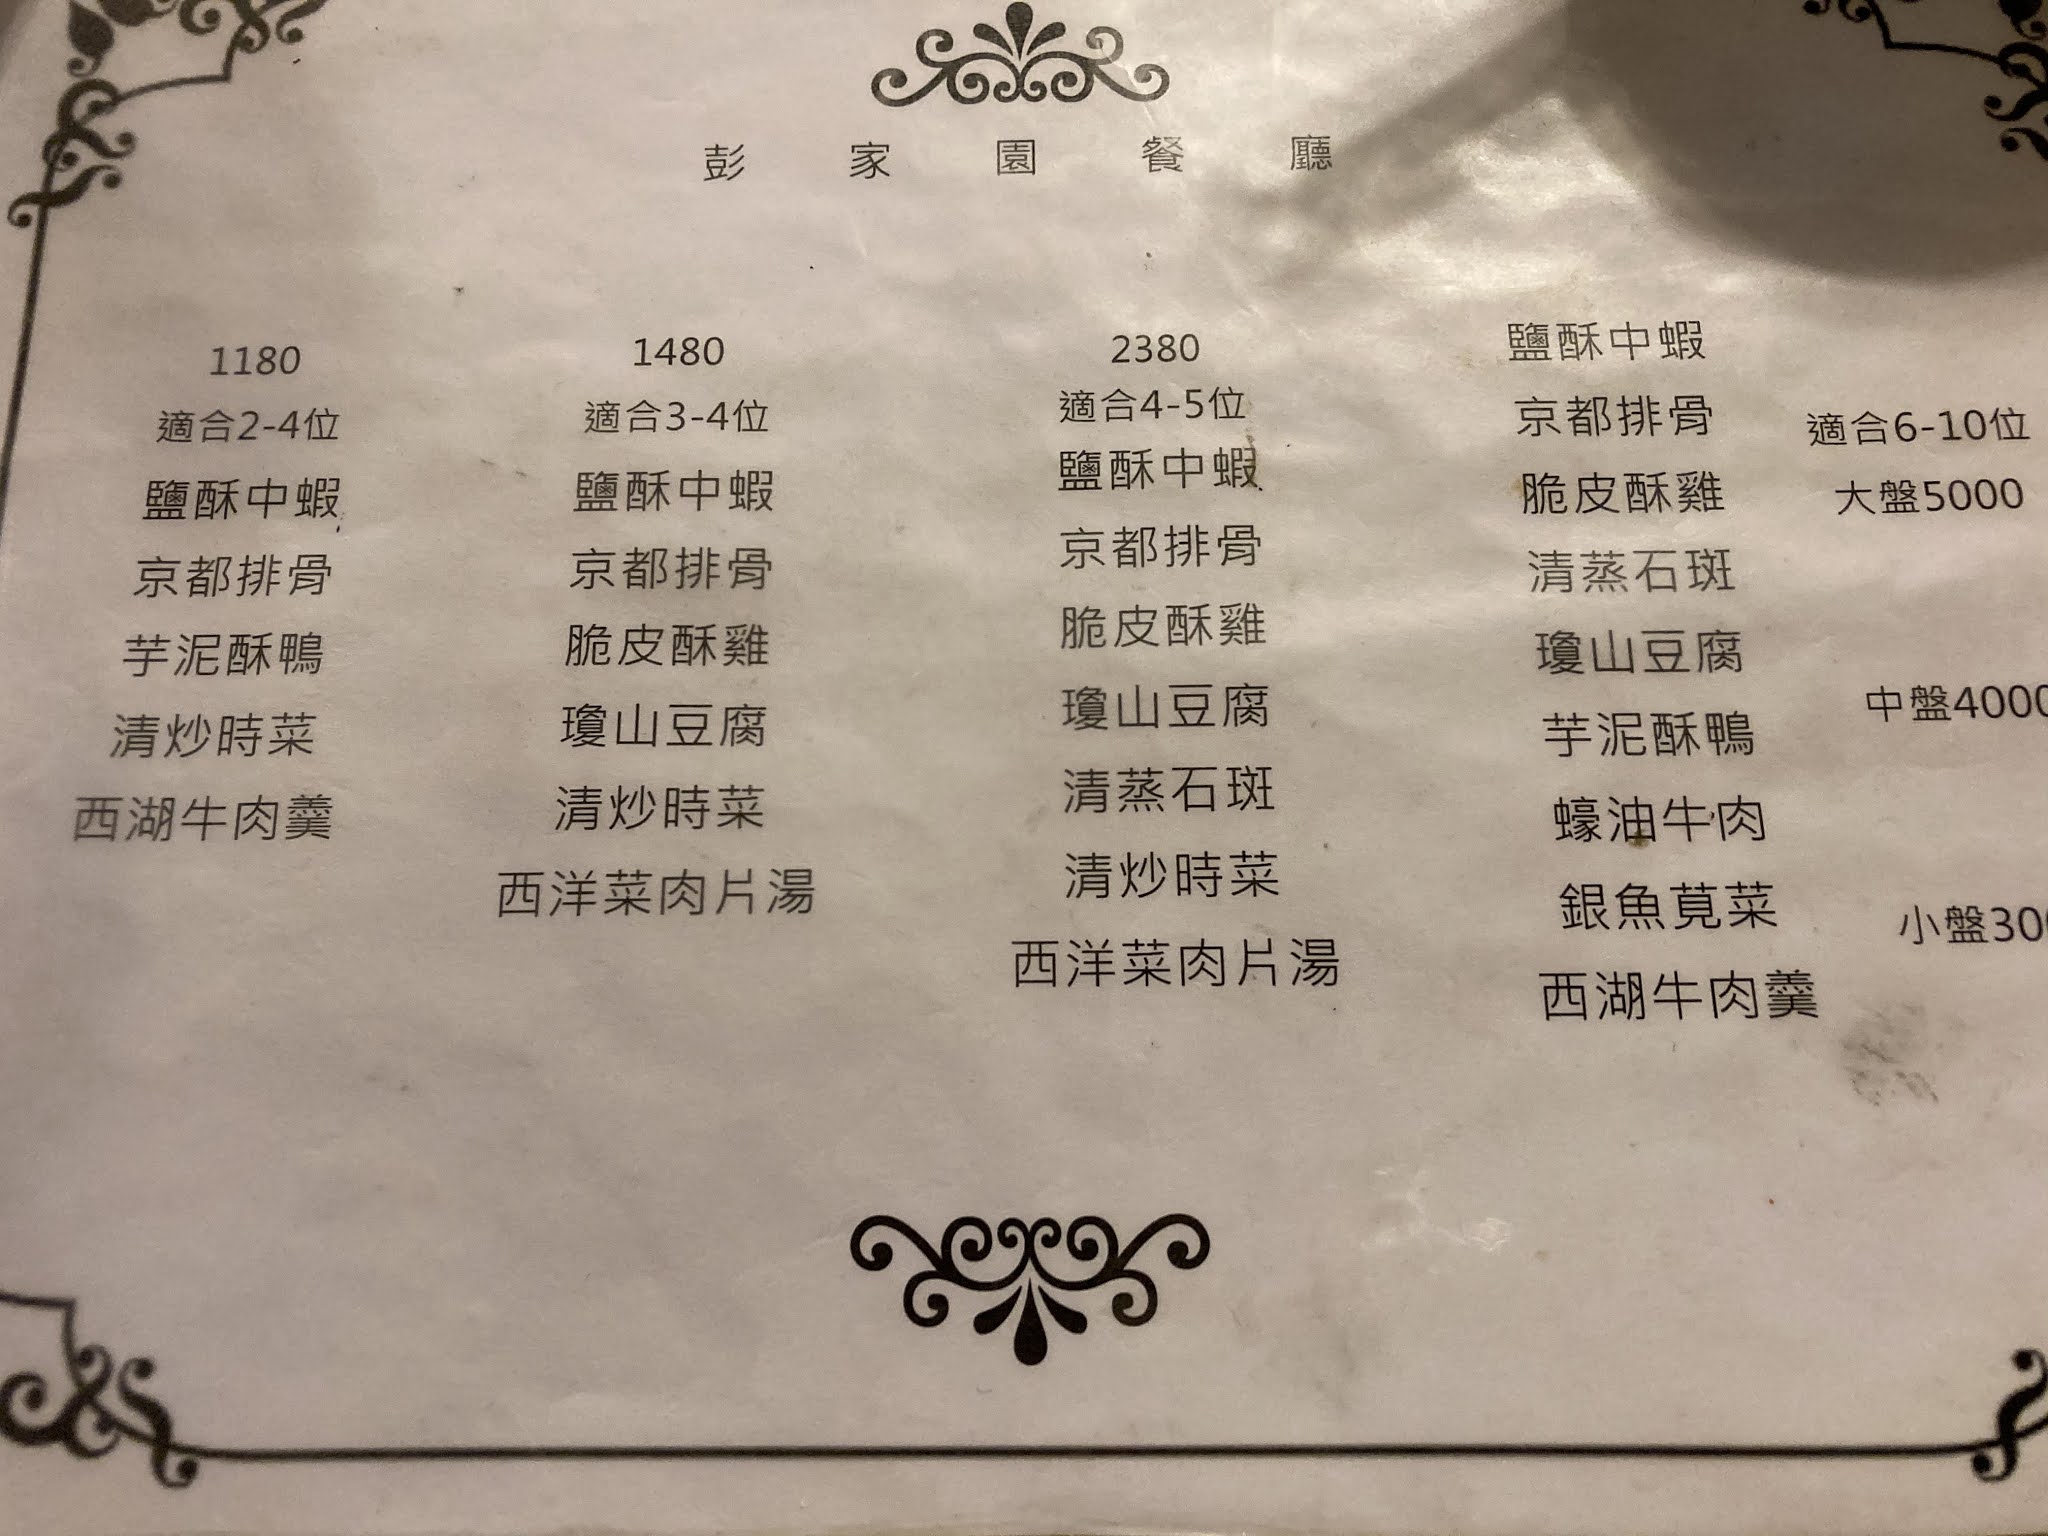 彭家園餐廳
1180
適合2-4位
鹽酥中蝦
京都排骨
芋泥酥鴨
清炒時菜
西湖牛肉羹
1480
適合3-4位
鹽酥中蝦
京都排骨
脆皮酥雞
瓊山豆腐
清炒時菜
西洋菜肉片湯
2380
適合4-5位
鹽酥中蝦
京都排骨
脆皮酥雞
瓊山豆腐
清蒸石斑
清炒時菜
西洋菜肉片湯
鹽酥中蝦
京都排骨
脆皮酥雞
清蒸石斑
瓊山豆腐
芋泥酥鴨
蠔油牛肉
銀魚莧菜
西湖牛肉羹
適合6-10位
大盤5000
中盤4000
小盤